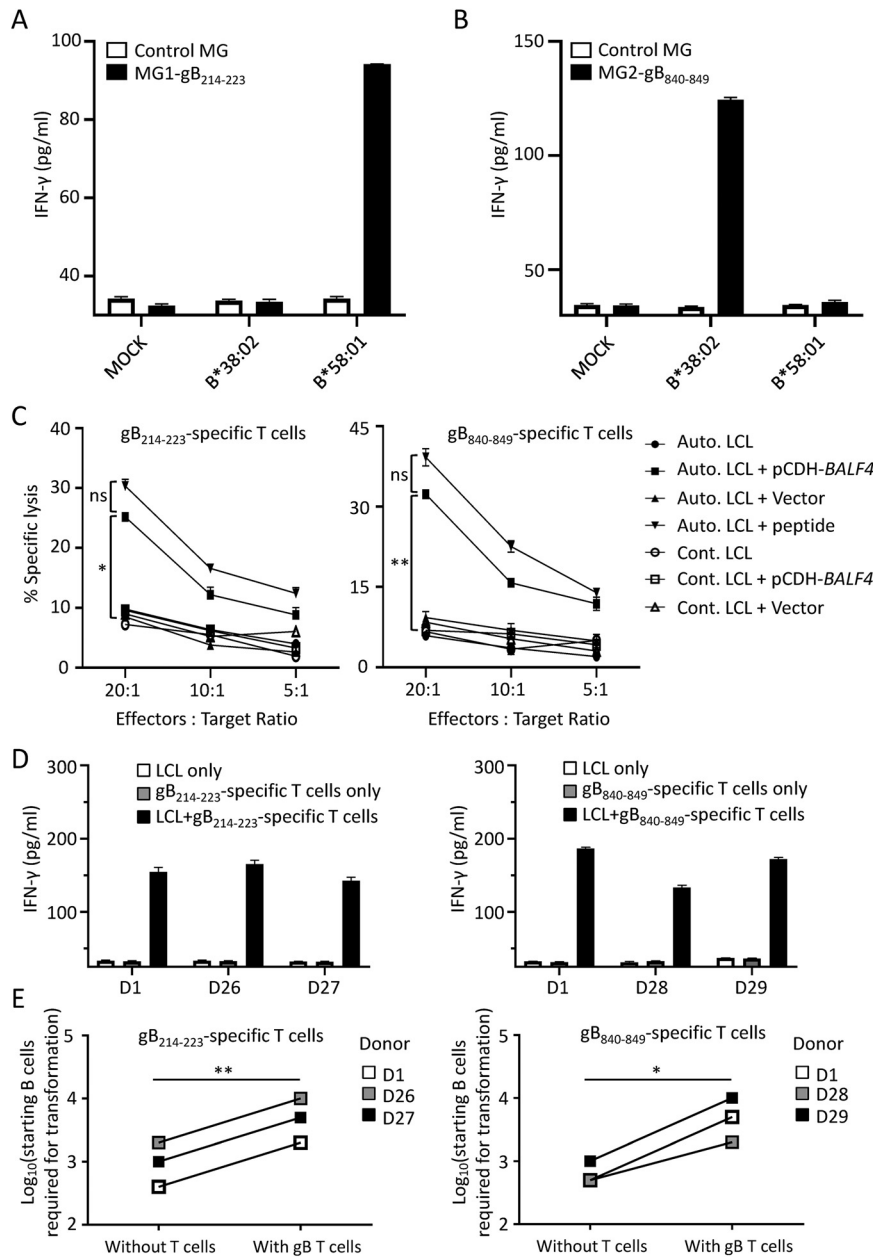 A
100
80
60
40
IFN-γ (pg/ml)
Control MG
MG1-gB214-223
MOCK
B*38:02
B*58:01
B
150
100
50
IFN-γ (pg/ml)
Control MG
MG2-gB840-849
MOCK
B*38:02
B*58:01
C
gB214-223-specific T cells
40
30
20
10
0
% Specific lysis
ns
*
20:1
10:1
5:1
Effectors : Target Ratio
gB840-849-specific T cells
45
30
15
0
ns
**
20:1
10:1
5:1
Effectors : Target Ratio
Auto. LCL
Auto. LCL + pCDH-BALF4
Auto. LCL + Vector
Auto. LCL + peptide
Cont. LCL
Cont. LCL + pCDH-BALF4
Cont. LCL + Vector
D
300
200
100
IFN-γ (pg/ml)
LCL only
gB214-223-specific T cells only
LCL+gB214-223-specific T cells
D1
D26
D27
300
200
100
IFN-γ (pg/ml)
LCL only
gB840-849-specific T cells only
LCL+gB840-849-specific T cells
D1
D28
D29
E
gB214-223-specific T cells
Log10(starting B cells
required for transformation)
5
4
3
2
**
Without T cells
With gB T cells
Donor
D1
D26
D27
gB840-849-specific T cells
Log10(starting B cells
required for transformation)
5
4
3
2
*
Without T cells
With gB T cells
Donor
D1
D28
D29